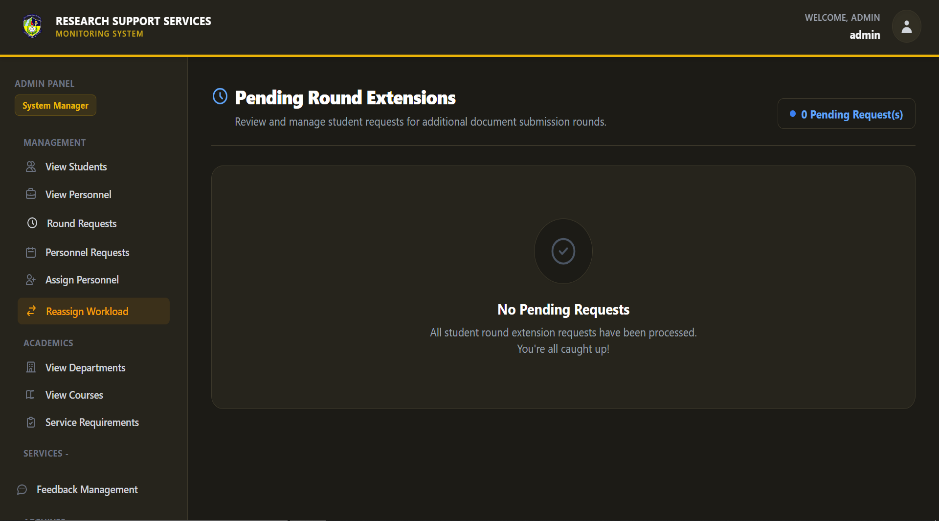 RESEARCH SUPPORT SERVICES
MONITORING SYSTEM
WELCOME, ADMIN
admin
ADMIN PANEL
System Manager
MANAGEMENT
View Students
View Personnel
Round Requests
Personnel Requests
Assign Personnel
Reassign Workload
ACADEMICS
View Departments
View Courses
Service Requirements
SERVICES -
Feedback Management
Pending Round Extensions
Review and manage student requests for additional document submission rounds.
0 Pending Request(s)
No Pending Requests
All student round extension requests have been processed.
You're all caught up!